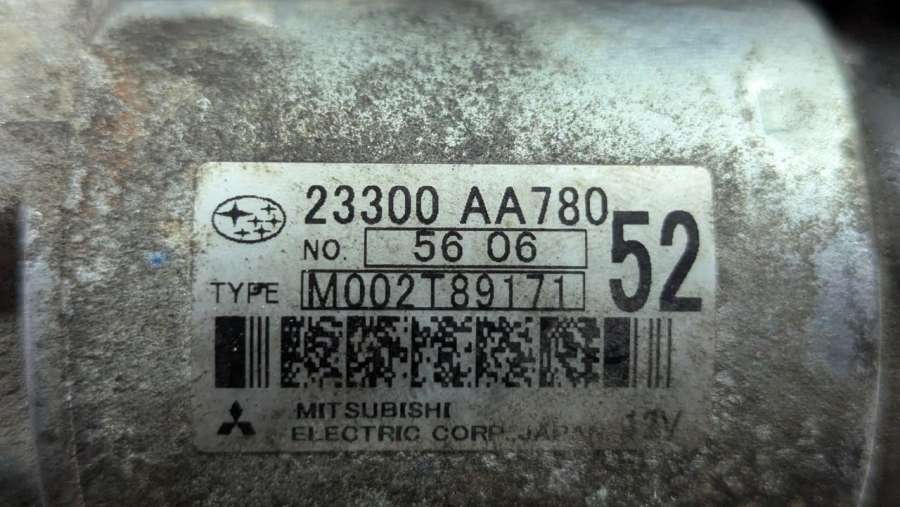 23300 AA780
NO. 56 06
52
TYPE M002T89171
MITSUBISHI
ELECTRIC CORP. JAPAN 12V